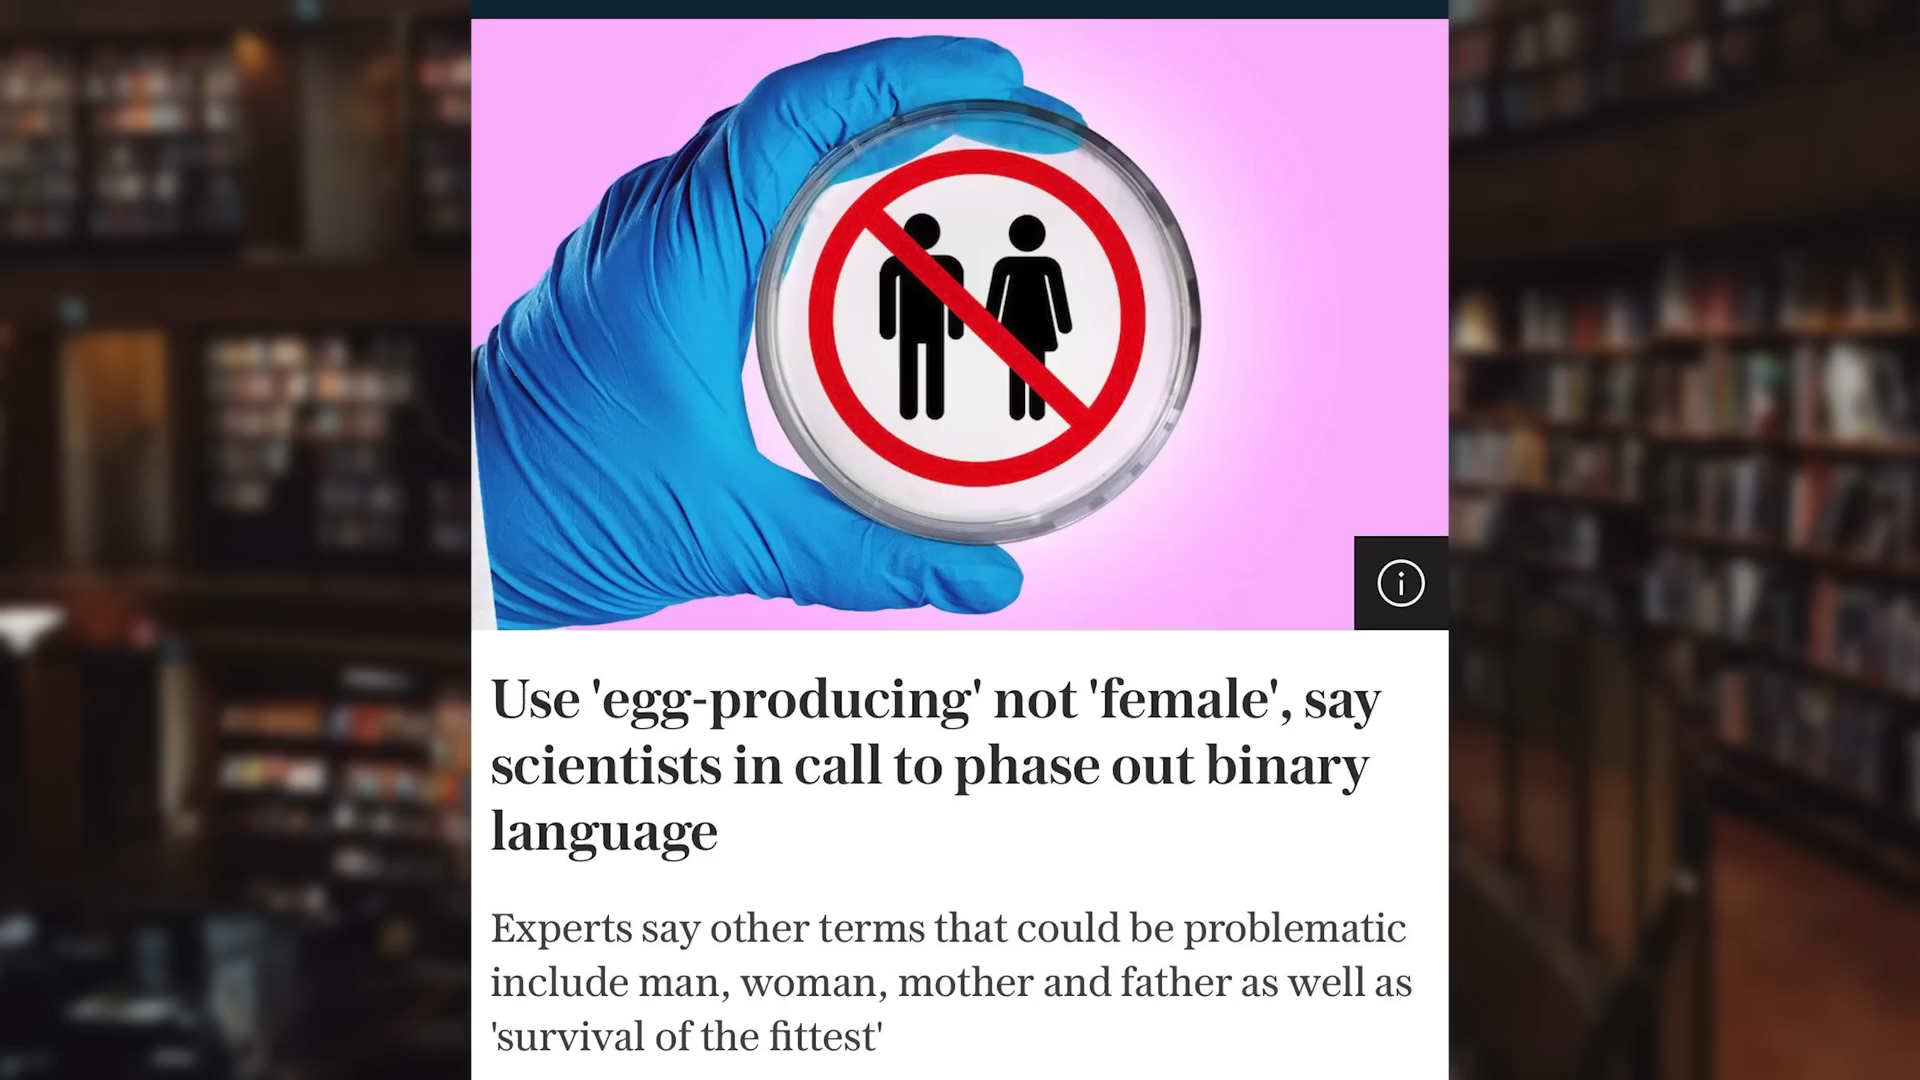 Use 'egg-producing' not 'female', say
scientists in call to phase out binary
language
Experts say other terms that could be problematic
include man, woman, mother and father as well as
'survival of the fittest'